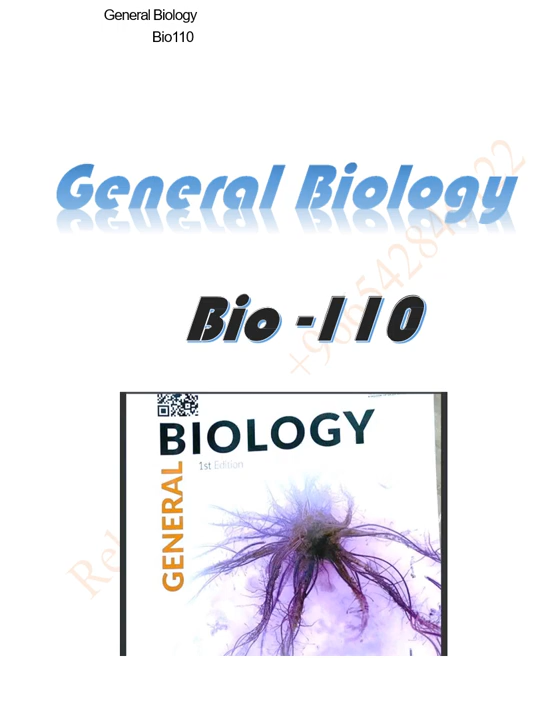 General Biology
Bio110
General Biology
Bio -110
BIOLOGY
1st Edition
GENERAL